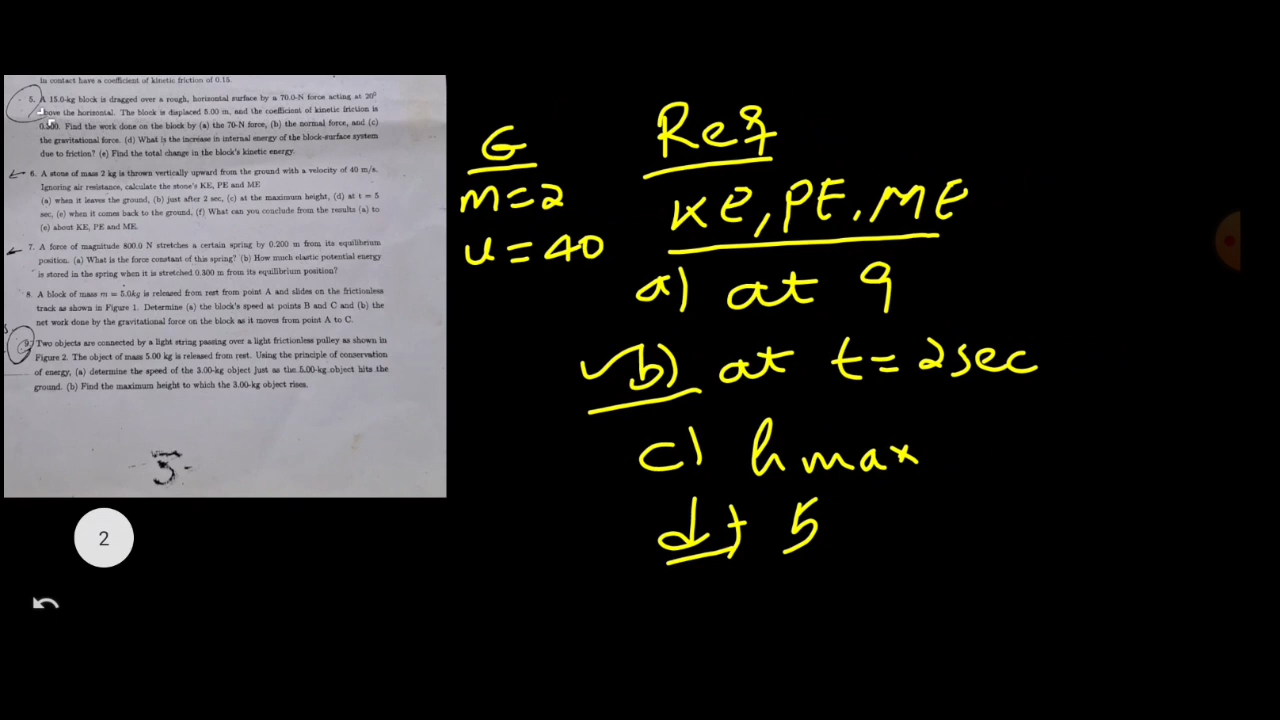 in contact have a coefficient of kinetic friction of 0.15.
5. A 15.0-kg block is dragged over a rough, horizontal surface by a 70.0-N force acting at 20⁰
above the horizontal. The block is displaced 5.00 m, and the coefficient of kinetic friction is
0.300. Find the work done on the block by (a) the 70-N force, (b) the normal force, and (c)
the gravitational force. (d) What is the increase in internal energy of the block-surface system
due to friction? (e) Find the total change in the block's kinetic energy.
6. A stone of mass 2 kg is thrown vertically upward from the ground with a velocity of 40 m/s.
Ignoring air resistance, calculate the stone's KE, PE and ME
(a) when it leaves the ground, (b) just after 2 sec, (c) at the maximum height, (d) at t = 5
sec, (e) when it comes back to the ground, (f) What can you conclude from the results (a) to
(e) about KE, PE and ME.
7. A force of magnitude 800.0 N stretches a certain spring by 0.200 m from its equilibrium
position. (a) What is the force constant of this spring? (b) How much elastic potential energy
is stored in the spring when it is stretched 0.300 m from its equilibrium position?
8. A block of mass m = 5.0kg is released from rest from point A and slides on the frictionless
track as shown in Figure 1. Determine (a) the block's speed at points B and C and (b) the
net work done by the gravitational force on the block as it moves from point A to C.
9. Two objects are connected by a light string passing over a light frictionless pulley as shown in
Figure 2. The object of mass 5.00 kg is released from rest. Using the principle of conservation
of energy, (a) determine the speed of the 3.00-kg object just as the 5.00-kg object hits the
ground. (b) Find the maximum height to which the 3.00-kg object rises.
5
2
G
m=2
u=40
Req
KE, PE, ME
a) at 9
b) at t=2sec
c) h max
d) 5